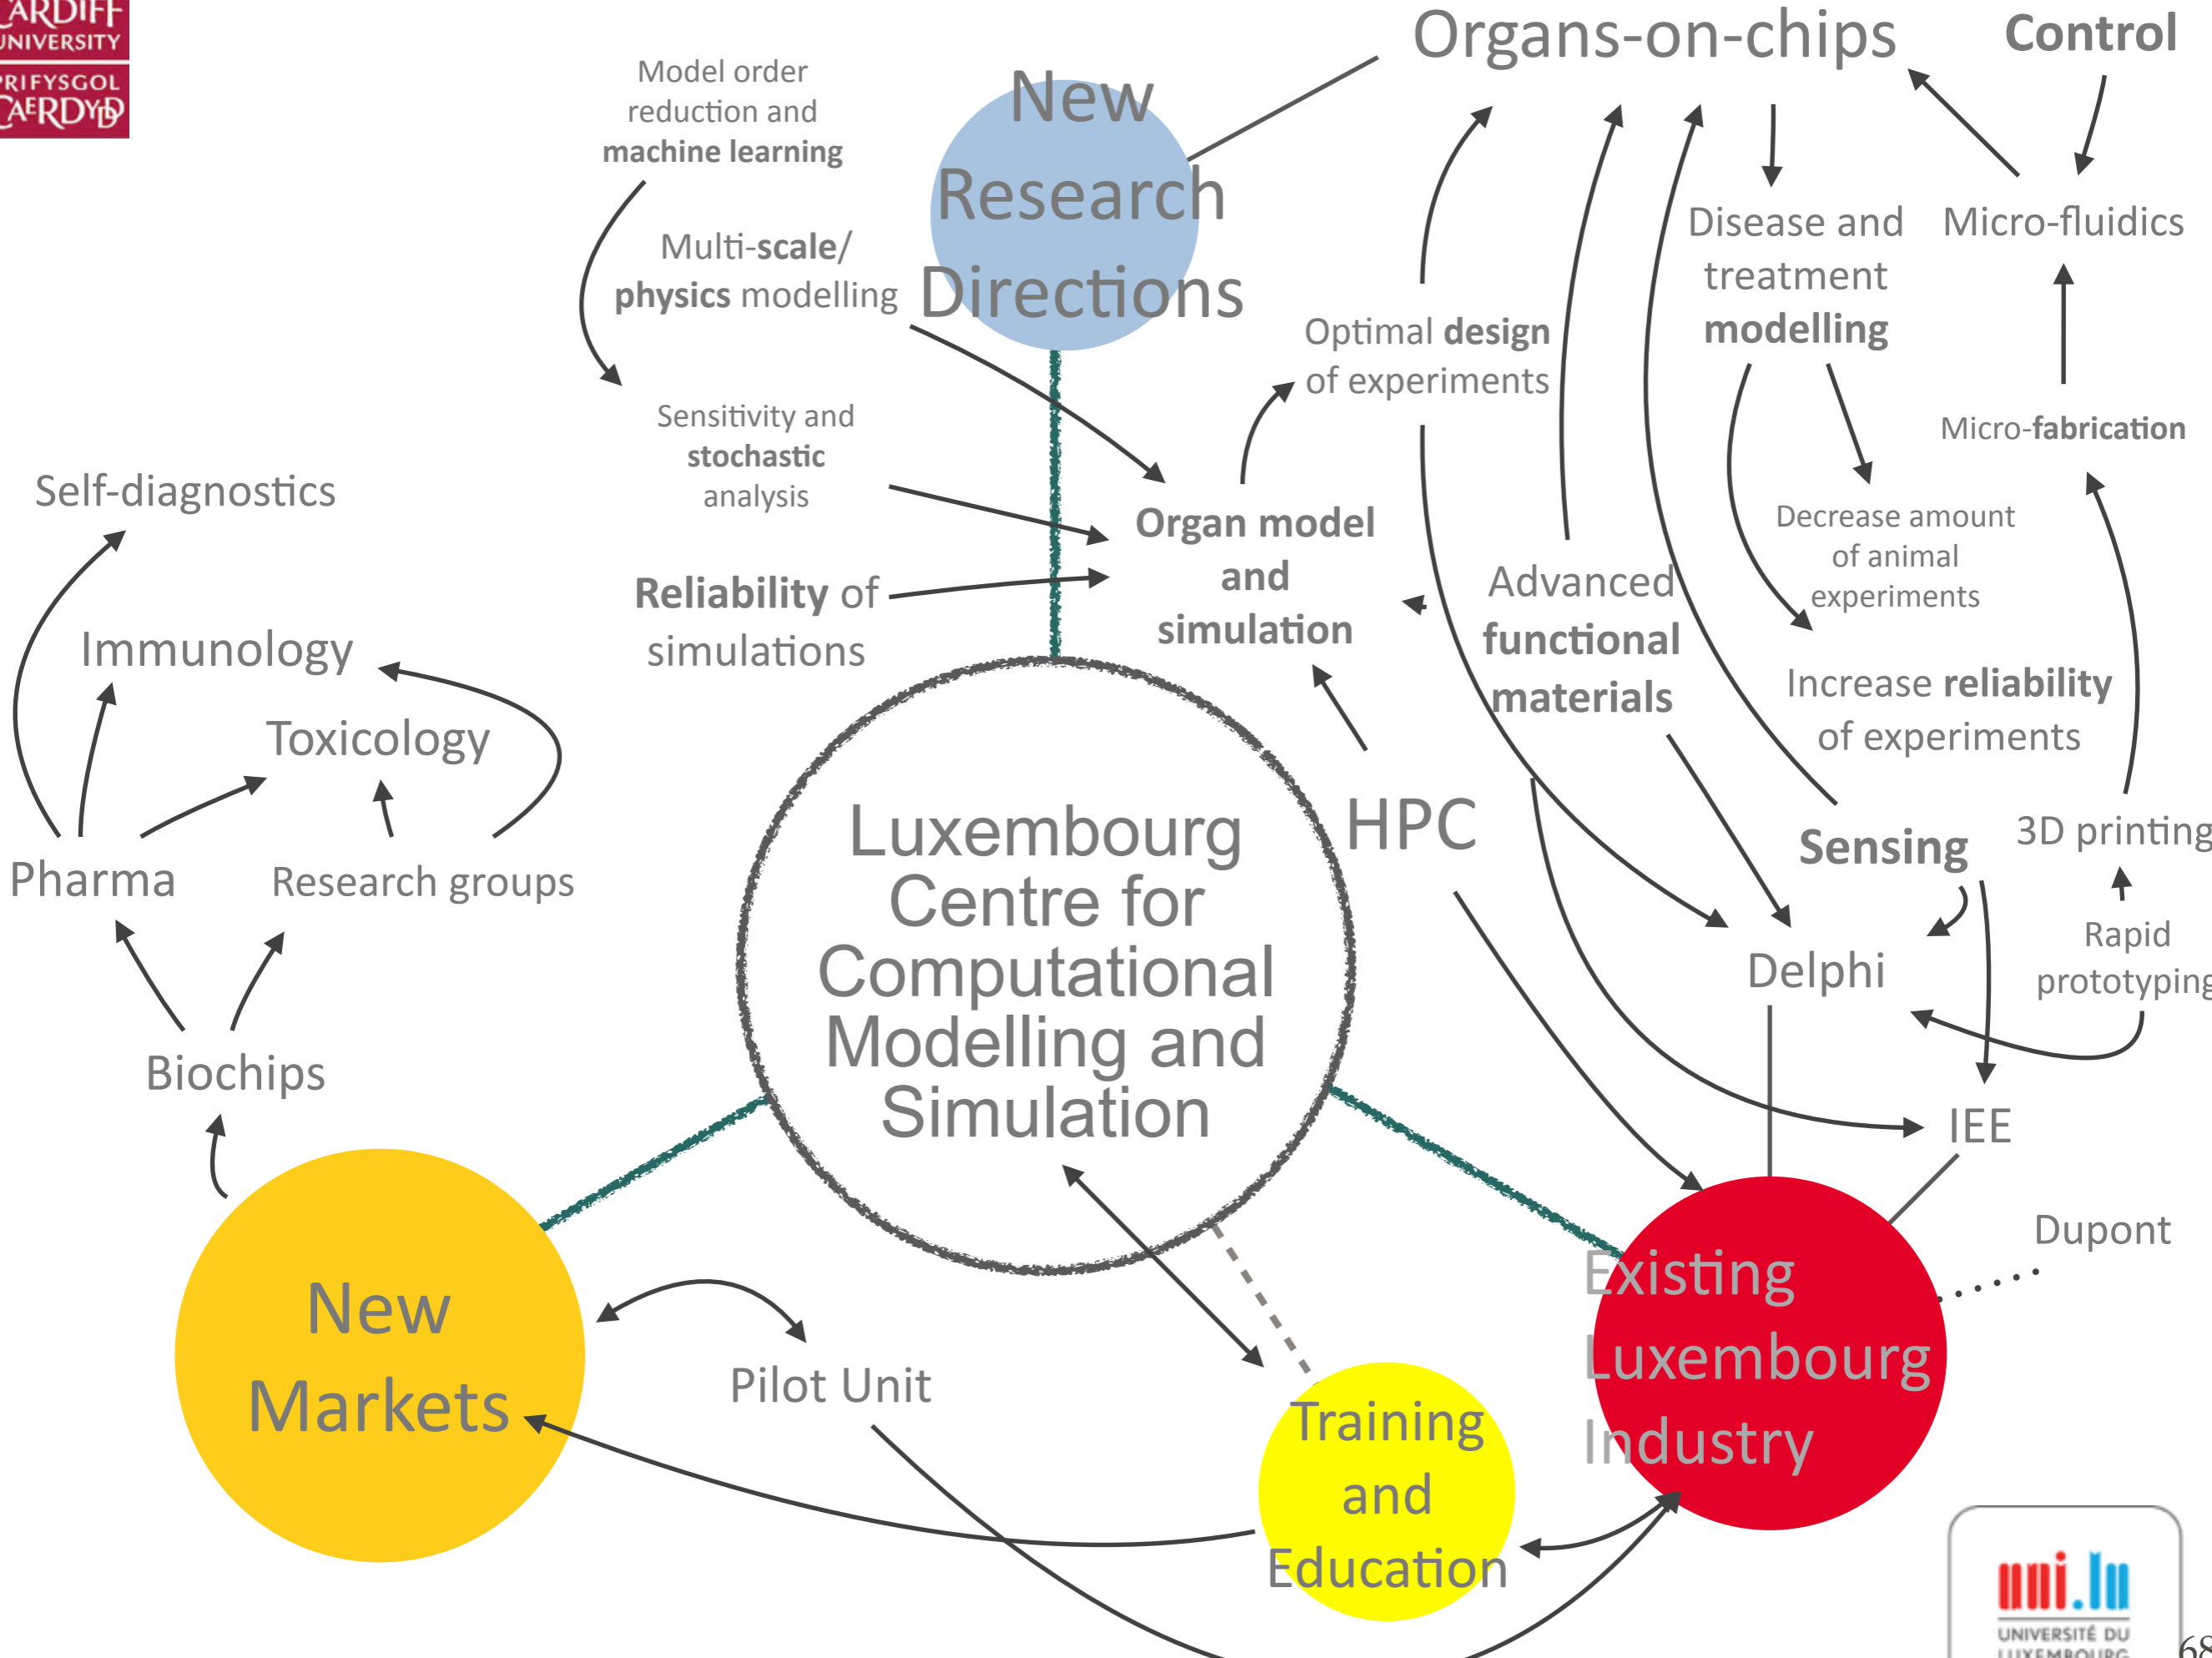 CARDIFF
UNIVERSITY
PRIFYSGOL
CAERDYDD
Model order
reduction and
machine learning
Multi-scale/
physics modelling
Sensitivity and
stochastic
analysis
Reliability of
simulations
New
Research
Directions
Organs-on-chips
Control
Optimal design
of experiments
Disease and
treatment
modelling
Micro-fluidics
Micro-fabrication
Decrease amount
of animal
experiments
Increase reliability
of experiments
Organ model
and
simulation
Advanced
functional
materials
HPC
Sensing
3D printing
Rapid
prototyping
Delphi
IEE
Dupont
Self-diagnostics
Immunology
Toxicology
Pharma
Research groups
Biochips
Luxembourg
Centre for
Computational
Modelling and
Simulation
New
Markets
Pilot Unit
Training
and
Education
Existing
Luxembourg
Industry
uni.lu
UNIVERSITÉ DU
LUXEMBOURG
68